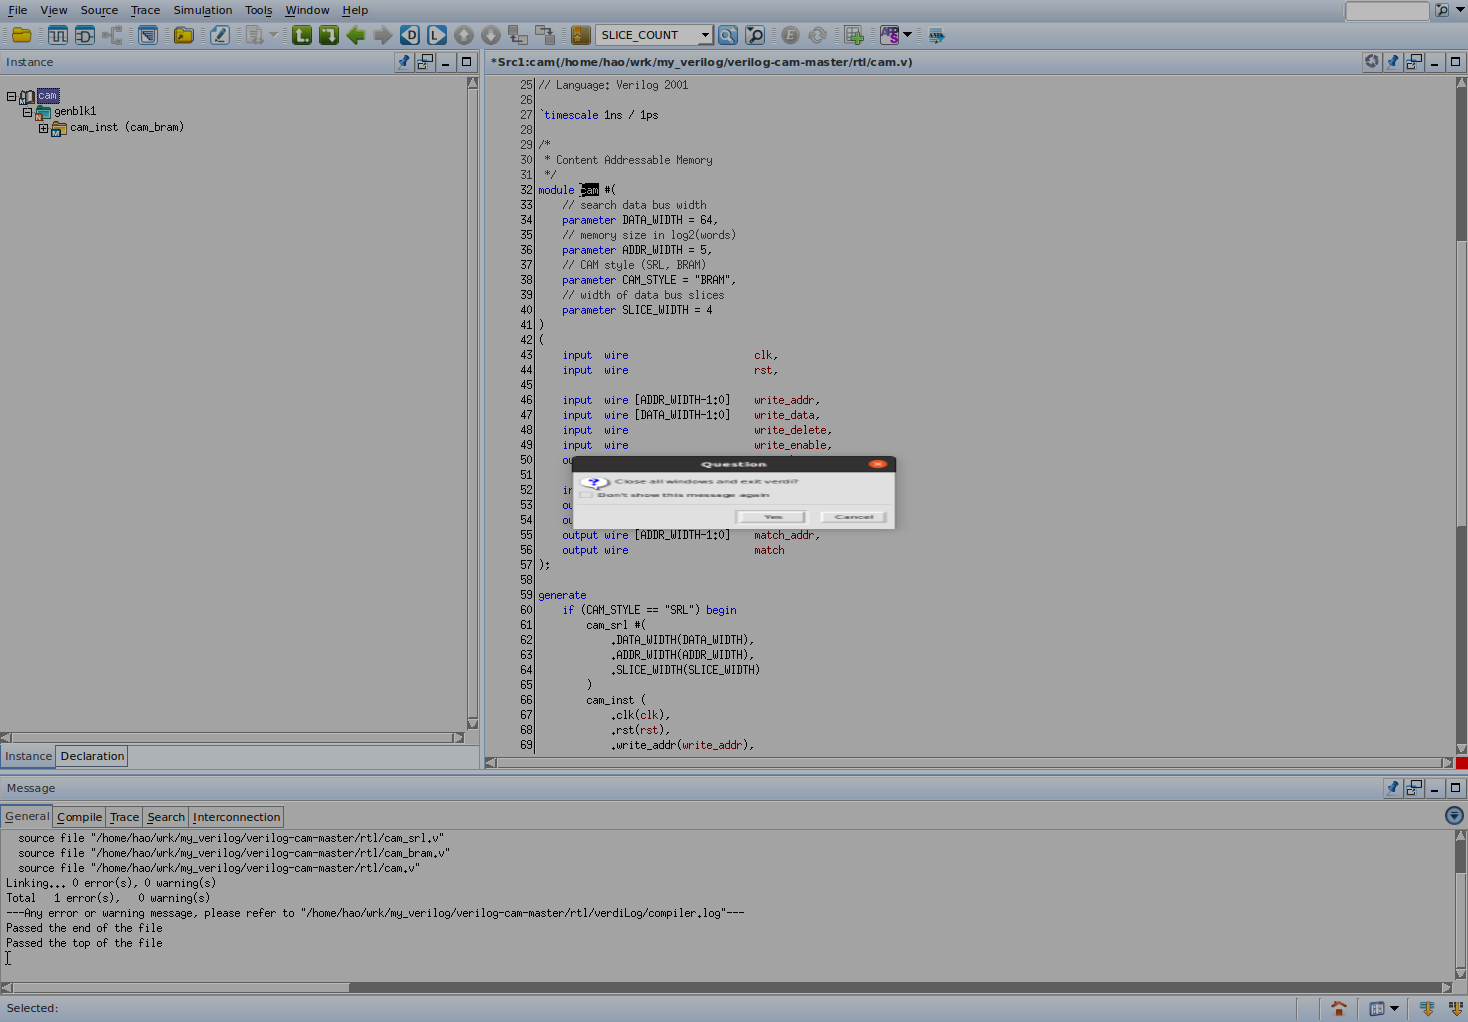 File View Source Trace Simulation Tools Window Help
SLICE_COUNT
Instance
cam
genblk1
cam_inst (cam_bram)
Instance Declaration
*Src1:cam(/home/hao/wrk/my_verilog/verilog-cam-master/rtl/cam.v)
25 // Language: Verilog 2001
26
27 `timescale 1ns / 1ps
28
29 /*
30 * Content Addressable Memory
31 */
32 module cam #(
33 // search data bus width
34 parameter DATA_WIDTH = 64,
35 // memory size in log2(words)
36 parameter ADDR_WIDTH = 5,
37 // CAM style (SRL, BRAM)
38 parameter CAM_STYLE = "BRAM",
39 // width of data bus slices
40 parameter SLICE_WIDTH = 4
41 )
42 (
43 input wire clk,
44 input wire rst,
45
46 input wire [ADDR_WIDTH-1:0] write_addr,
47 input wire [DATA_WIDTH-1:0] write_data,
48 input wire write_delete,
49 input wire write_enable,
50 ou
51
52 in
53 ou
54 ou
55 output wire [ADDR_WIDTH-1:0] match_addr,
56 output wire match
57 );
58
59 generate
60 if (CAM_STYLE == "SRL") begin
61 cam_srl #(
62 .DATA_WIDTH(DATA_WIDTH),
63 .ADDR_WIDTH(ADDR_WIDTH),
64 .SLICE_WIDTH(SLICE_WIDTH)
65 )
66 cam_inst (
67 .clk(clk),
68 .rst(rst),
69 .write_addr(write_addr),
Question
Close all windows and exit verdi?
Don't show this message again
Yes Cancel
Message
General Compile Trace Search Interconnection
source file "/home/hao/wrk/my_verilog/verilog-cam-master/rtl/cam_srl.v"
source file "/home/hao/wrk/my_verilog/verilog-cam-master/rtl/cam_bram.v"
source file "/home/hao/wrk/my_verilog/verilog-cam-master/rtl/cam.v"
Linking... 0 error(s), 0 warning(s)
Total 1 error(s), 0 warning(s)
---Any error or warning message, please refer to "/home/hao/wrk/my_verilog/verilog-cam-master/rtl/verdiLog/compiler.log"---
Passed the end of the file
Passed the top of the file
Selected: